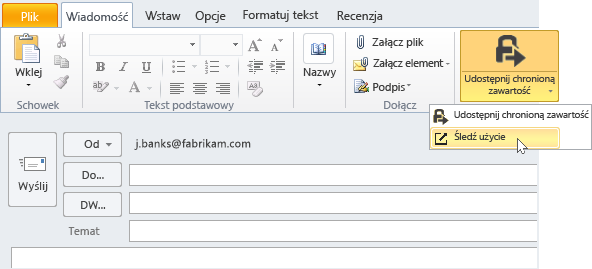 Plik Wiadomość Wstaw Opcje Formatuj tekst Recenzja
Wklej
Schowek
B I U A A A
Tekst podstawowy
Nazwy
Załącz plik
Załącz element
Podpis
Dołącz
Udostępnij chronioną
zawartość
Udostępnij chronioną zawartość
Śledź użycie
Wyślij
Od j.banks@fabrikam.com
Do...
DW...
Temat